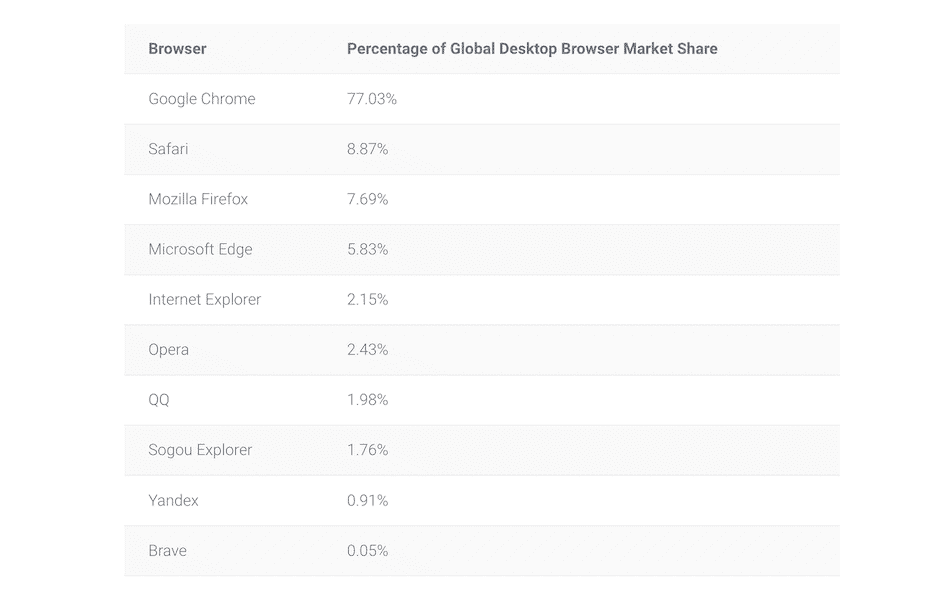 Browser Percentage of Global Desktop Browser Market Share
Google Chrome 77.03%
Safari 8.87%
Mozilla Firefox 7.69%
Microsoft Edge 5.83%
Internet Explorer 2.15%
Opera 2.43%
QQ 1.98%
Sogou Explorer 1.76%
Yandex 0.91%
Brave 0.05%